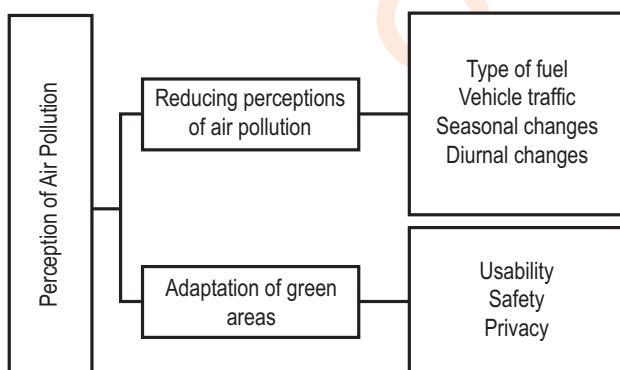 Perception of Air Pollution
Reducing perceptions
of air pollution
Type of fuel
Vehicle traffic
Seasonal changes
Diurnal changes
Adaptation of green
areas
Usability
Safety
Privacy